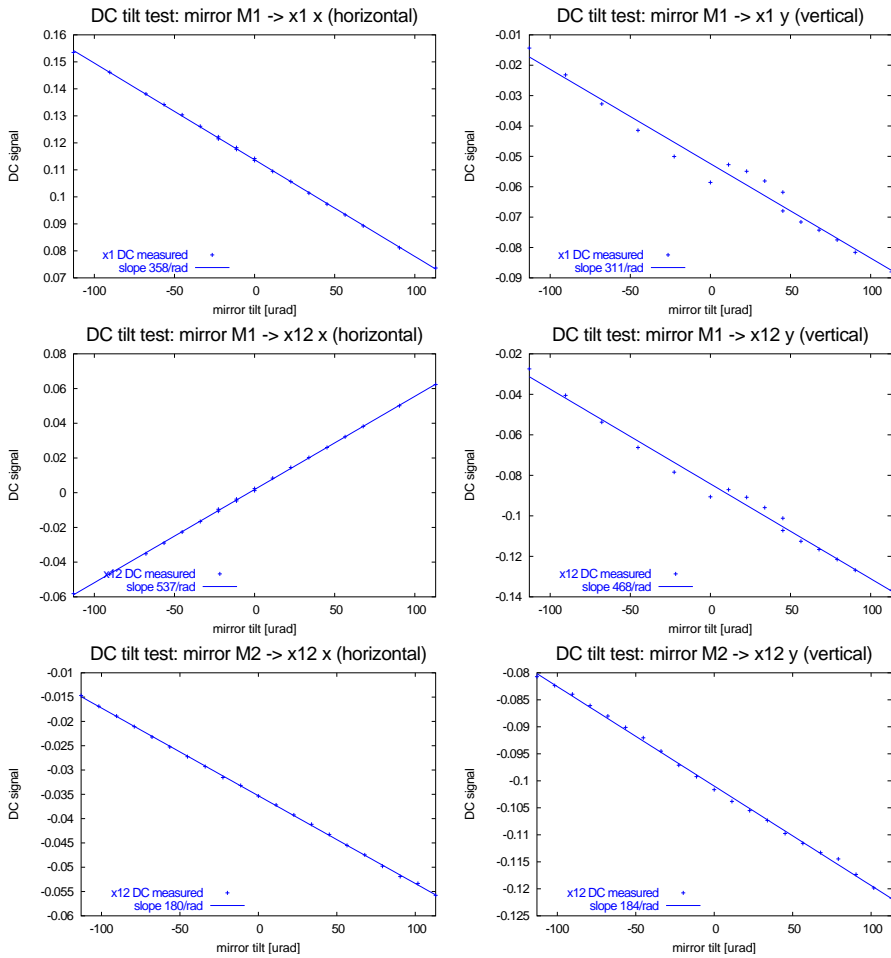 DC tilt test: mirror M1 -> x1 x (horizontal)
0.16
0.15
0.14
0.13
0.12
0.11
0.1
0.09
0.08
0.07
DC signal
x1 DC measured
slope 358/rad
-100
-50
0
50
100
mirror tilt [urad]
DC tilt test: mirror M1 -> x1 y (vertical)
-0.01
-0.02
-0.03
-0.04
-0.05
-0.06
-0.07
-0.08
-0.09
DC signal
x1 DC measured
slope 311/rad
-100
-50
0
50
100
mirror tilt [urad]
DC tilt test: mirror M1 -> x12 x (horizontal)
0.08
0.06
0.04
0.02
0
-0.02
-0.04
-0.06
DC signal
x12 DC measured
slope 537/rad
-100
-50
0
50
100
mirror tilt [urad]
DC tilt test: mirror M1 -> x12 y (vertical)
-0.02
-0.04
-0.06
-0.08
-0.1
-0.12
-0.14
DC signal
x12 DC measured
slope 468/rad
-100
-50
0
50
100
mirror tilt [urad]
DC tilt test: mirror M2 -> x12 x (horizontal)
-0.01
-0.015
-0.02
-0.025
-0.03
-0.035
-0.04
-0.045
-0.05
-0.055
-0.06
DC signal
x12 DC measured
slope 180/rad
-100
-50
0
50
100
mirror tilt [urad]
DC tilt test: mirror M2 -> x12 y (vertical)
-0.08
-0.085
-0.09
-0.095
-0.1
-0.105
-0.11
-0.115
-0.12
-0.125
DC signal
x12 DC measured
slope 184/rad
-100
-50
0
50
100
mirror tilt [urad]